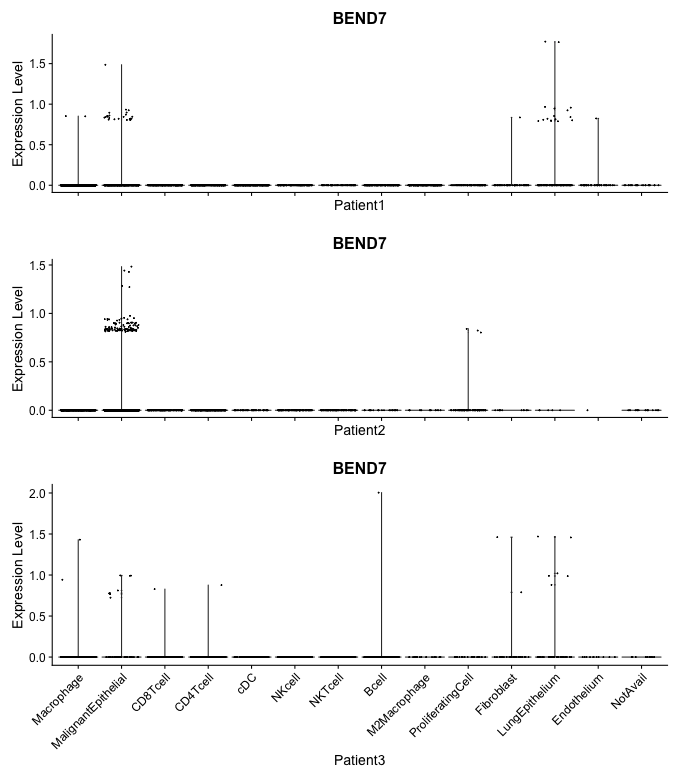 BEND7
Expression Level
1.5
1.0
0.5
0.0
Patient1
BEND7
Expression Level
1.5
1.0
0.5
0.0
Patient2
BEND7
Expression Level
2.0
1.5
1.0
0.5
0.0
Macrophage
MalignantEpithelial
CD8Tcell
CD4Tcell
cDC
NKcell
NKTcell
Bcell
M2Macrophage
ProliferatingCell
Fibroblast
LungEpithelium
Endothelium
NotAvail
Patient3